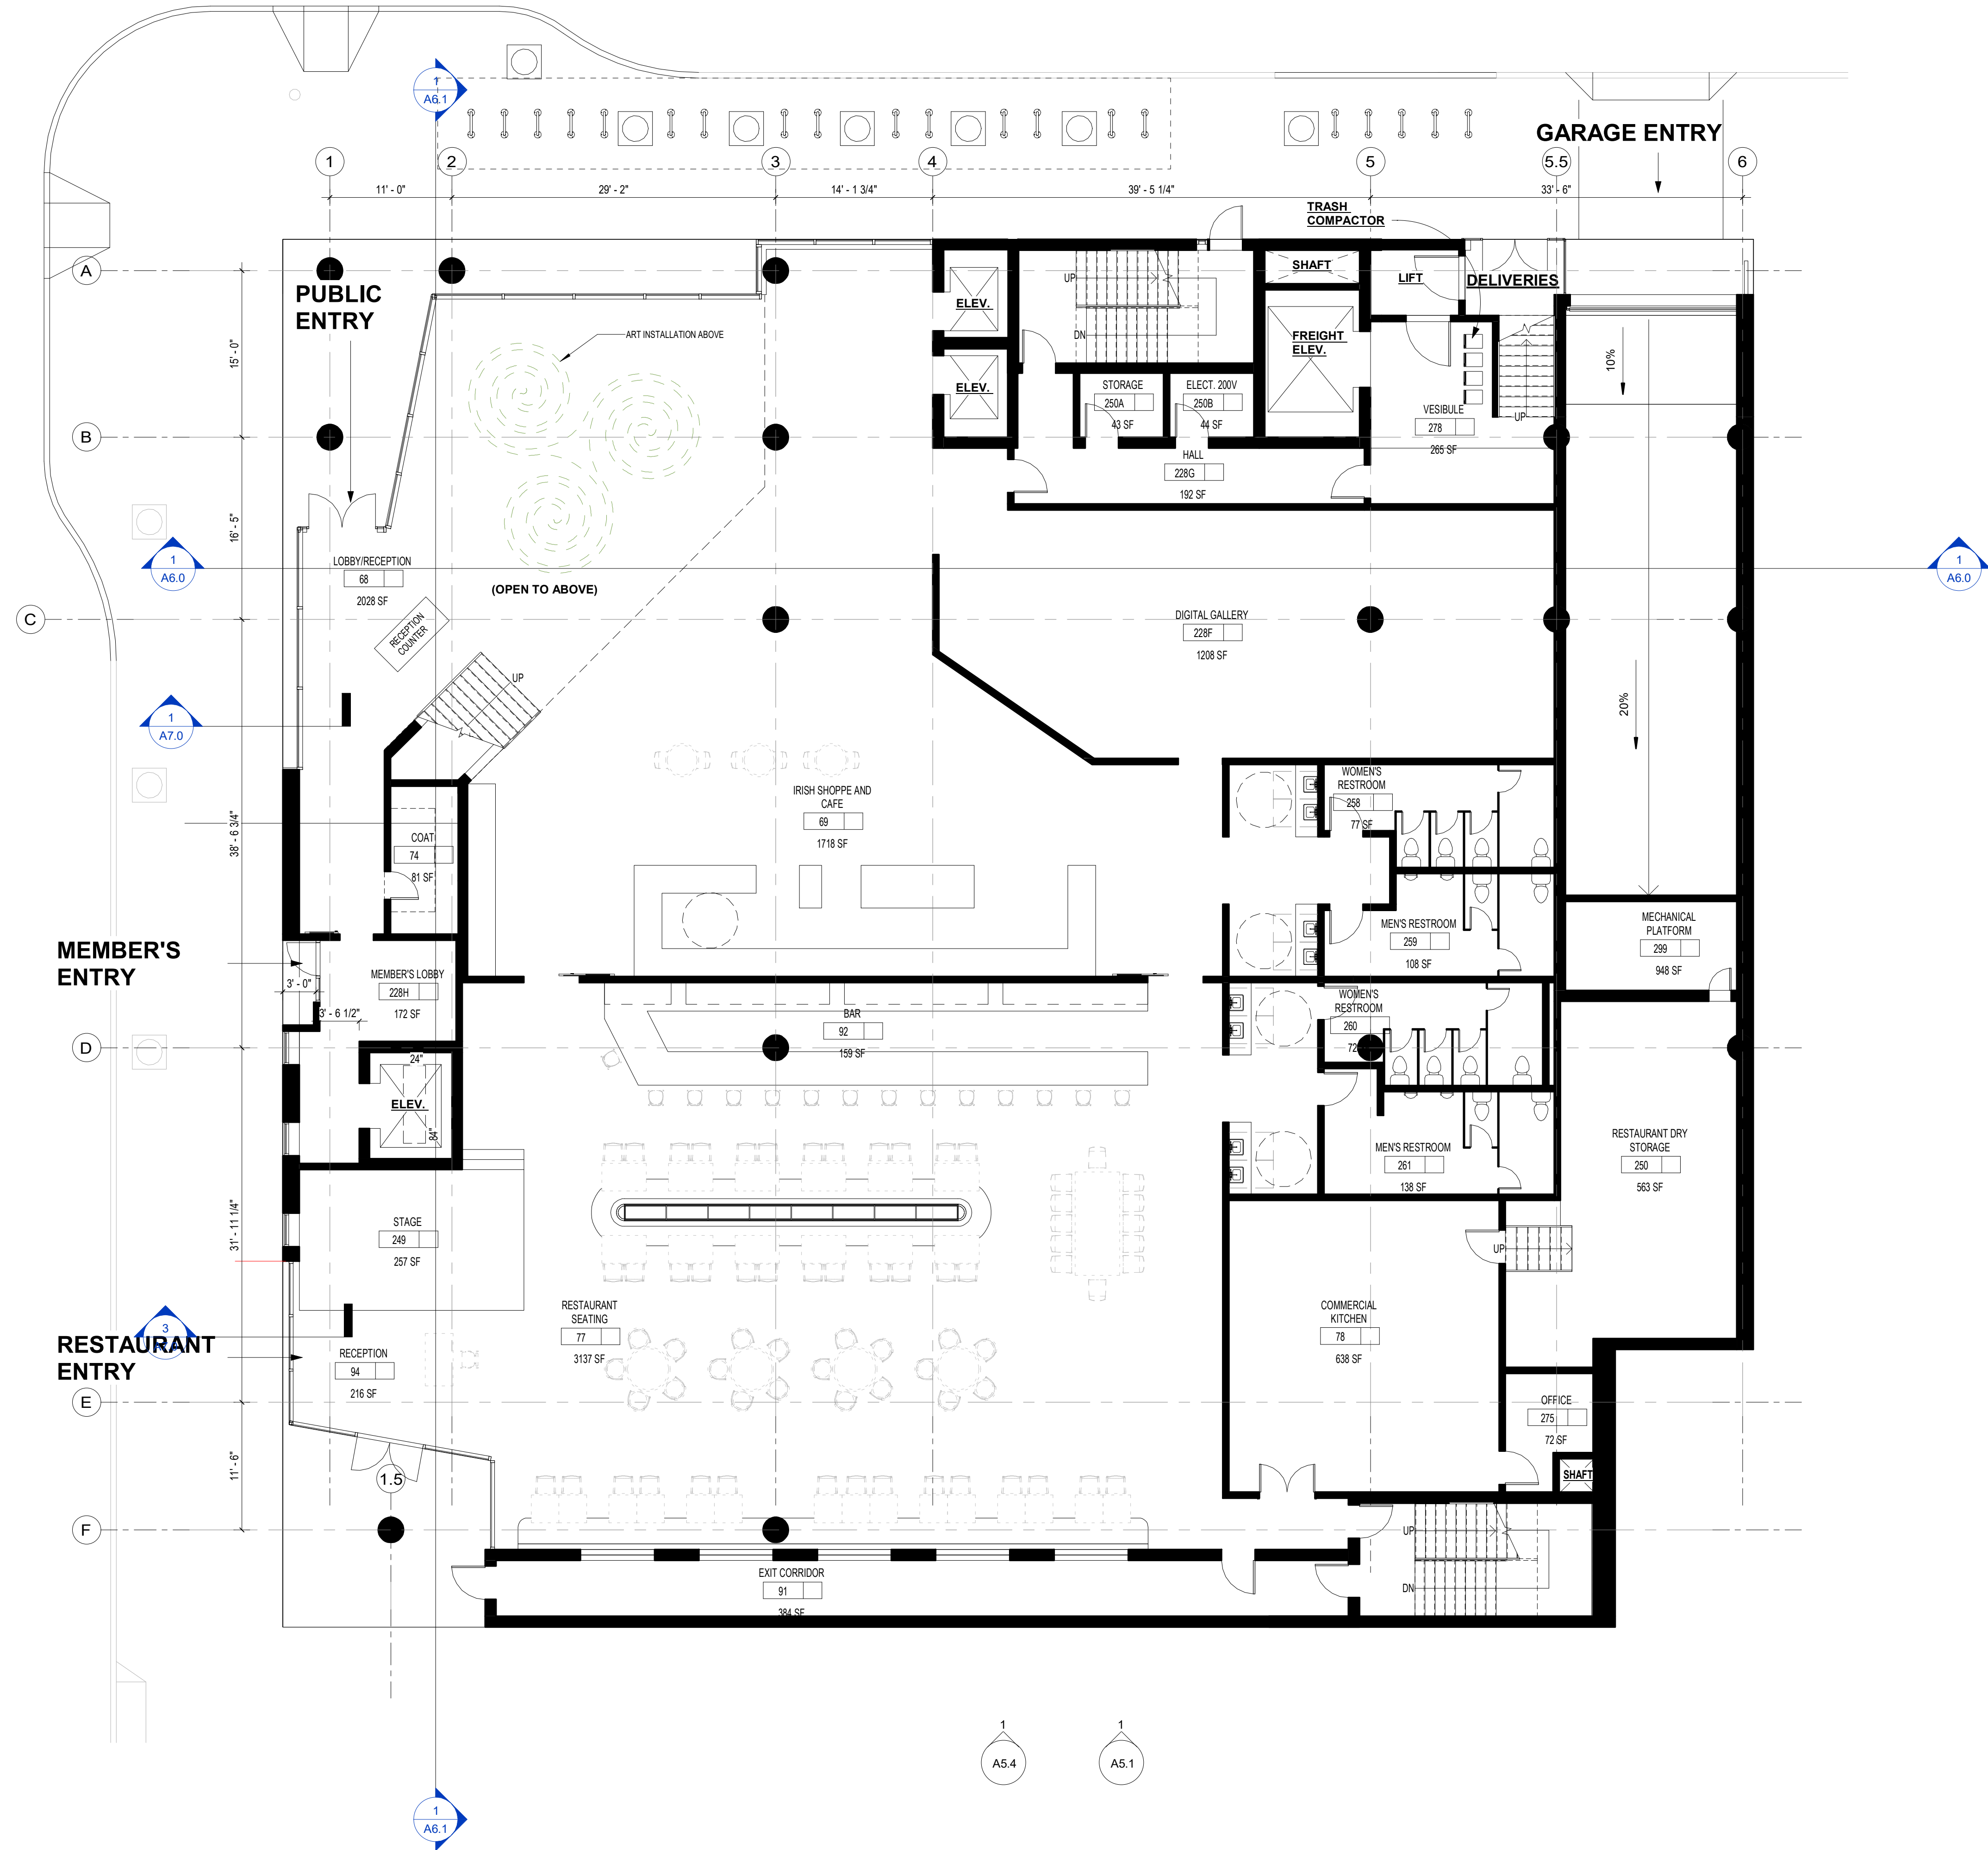 1
A6.1
GARAGE ENTRY
1
2
3
4
5
5.5
6
11' - 0"
29' - 2"
14' - 1 3/4"
39' - 5 1/4"
33' - 6"
TRASH
COMPACTOR
A
PUBLIC
ENTRY
ELEV.
UP
DN
SHAFT
LIFT
DELIVERIES
ART INSTALLATION ABOVE
FREIGHT
ELEV.
15' - 0"
10%
ELEV.
STORAGE
250A
43 SF
ELECT. 200V
250B
44 SF
VESIBULE
278
265 SF
UP
B
HALL
228G
192 SF
16' - 5"
1
A6.0
LOBBY/RECEPTION
68
2028 SF
(OPEN TO ABOVE)
1
A6.0
C
RECEPTION
COUNTER
DIGITAL GALLERY
228F
1208 SF
UP
20%
1
A7.0
38' - 6 3/4"
IRISH SHOPPE AND
CAFE
69
1718 SF
WOMEN'S
RESTROOM
258
77 SF
COAT
74
81 SF
MEN'S RESTROOM
259
108 SF
MECHANICAL
PLATFORM
299
948 SF
MEMBER'S
ENTRY
3' - 0"
MEMBER'S LOBBY
228H
172 SF
3' - 6 1/2"
BAR
92
159 SF
WOMEN'S
RESTROOM
260
72
D
24"
ELEV.
84"
MEN'S RESTROOM
261
138 SF
RESTAURANT DRY
STORAGE
250
563 SF
31' - 11 1/4"
STAGE
249
257 SF
UP
RESTAURANT
SEATING
77
3137 SF
COMMERCIAL
KITCHEN
78
638 SF
3
RESTAURANT
ENTRY
RECEPTION
94
216 SF
E
OFFICE
275
72 SF
11' - 6"
1.5
SHAFT
F
UP
DN
EXIT CORRIDOR
91
384 SF
1
A5.4
1
A5.1
1
A6.1